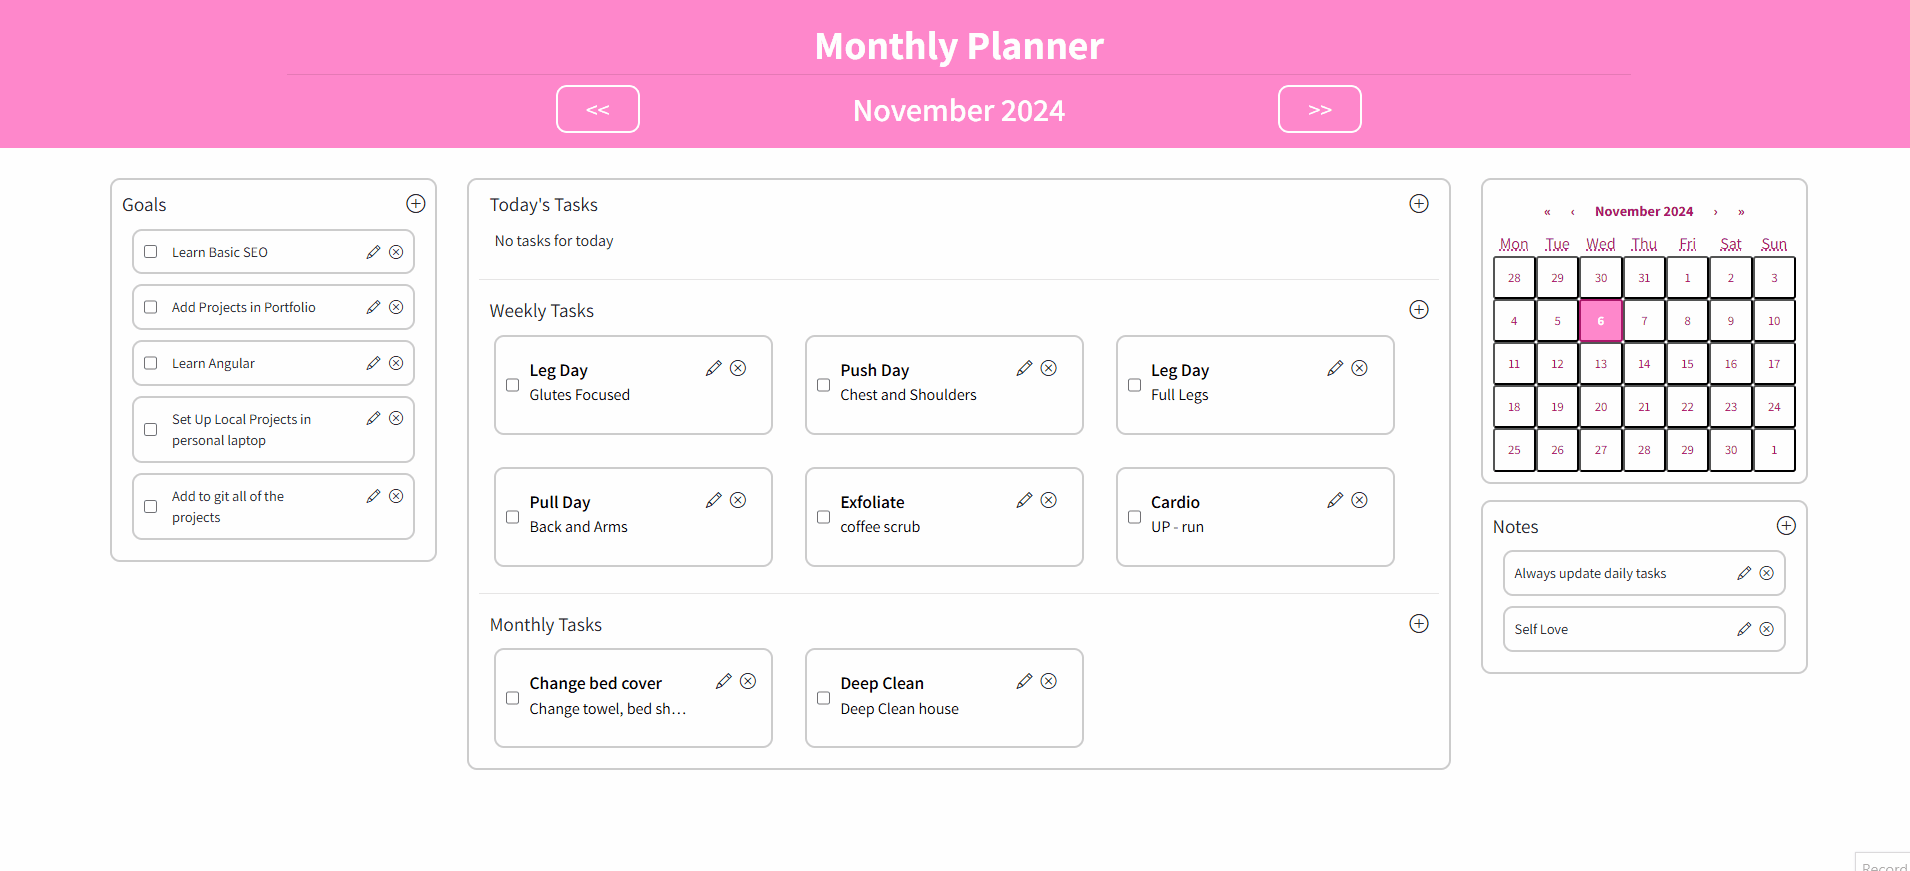 Monthly Planner
<<
November 2024
>>
Goals
Learn Basic SEO
Add Projects in Portfolio
Learn Angular
Set Up Local Projects in
personal laptop
Add to git all of the
projects
Today's Tasks
No tasks for today
Weekly Tasks
Leg Day
Glutes Focused
Push Day
Chest and Shoulders
Leg Day
Full Legs
Pull Day
Back and Arms
Exfoliate
coffee scrub
Cardio
UP - run
Monthly Tasks
Change bed cover
Change towel, bed sh...
Deep Clean
Deep Clean house
« ‹ November 2024 › »
Mon Tue Wed Thu Fri Sat Sun
28 29 30 31 1 2 3
4 5 6 7 8 9 10
11 12 13 14 15 16 17
18 19 20 21 22 23 24
25 26 27 28 29 30 1
Notes
Always update daily tasks
Self Love
Record